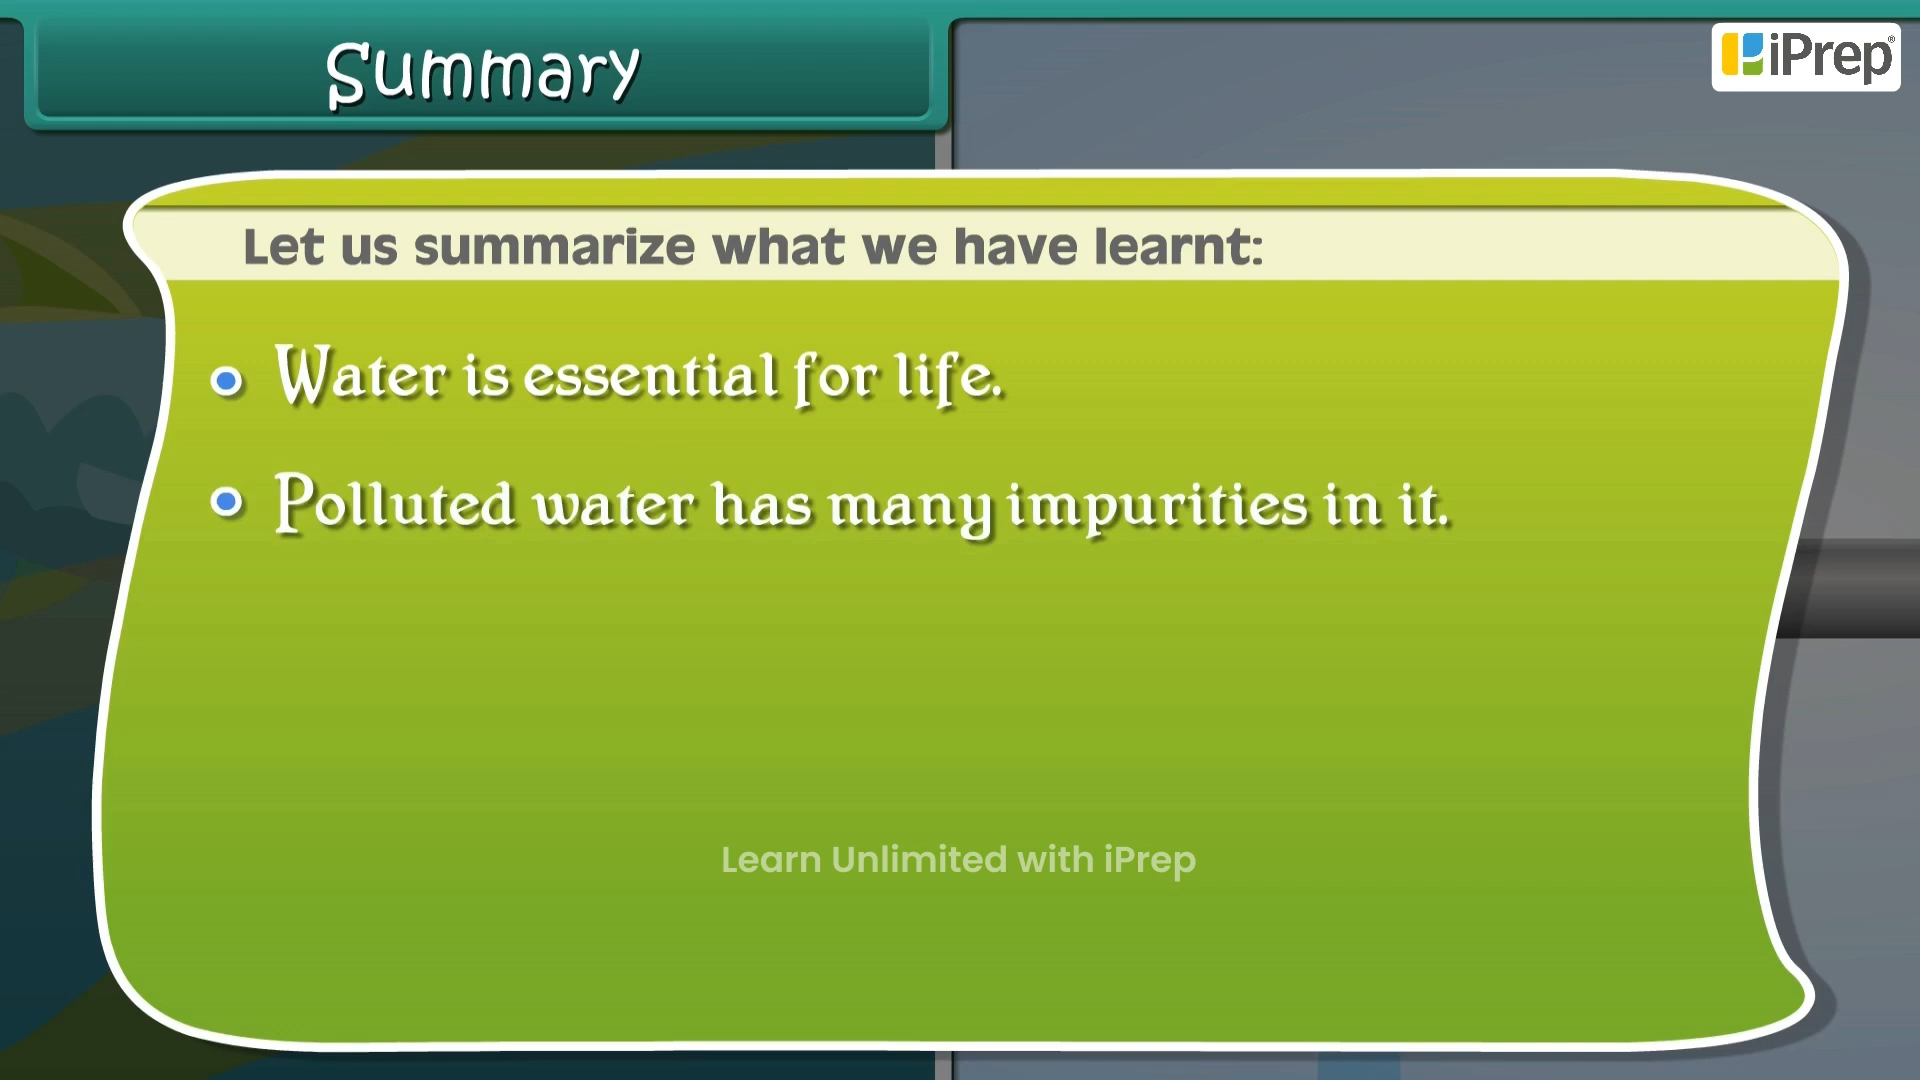 Summary
iPrep®
Let us summarize what we have learnt:
Water is essential for life.
Polluted water has many impurities in it.
Learn Unlimited with iPrep